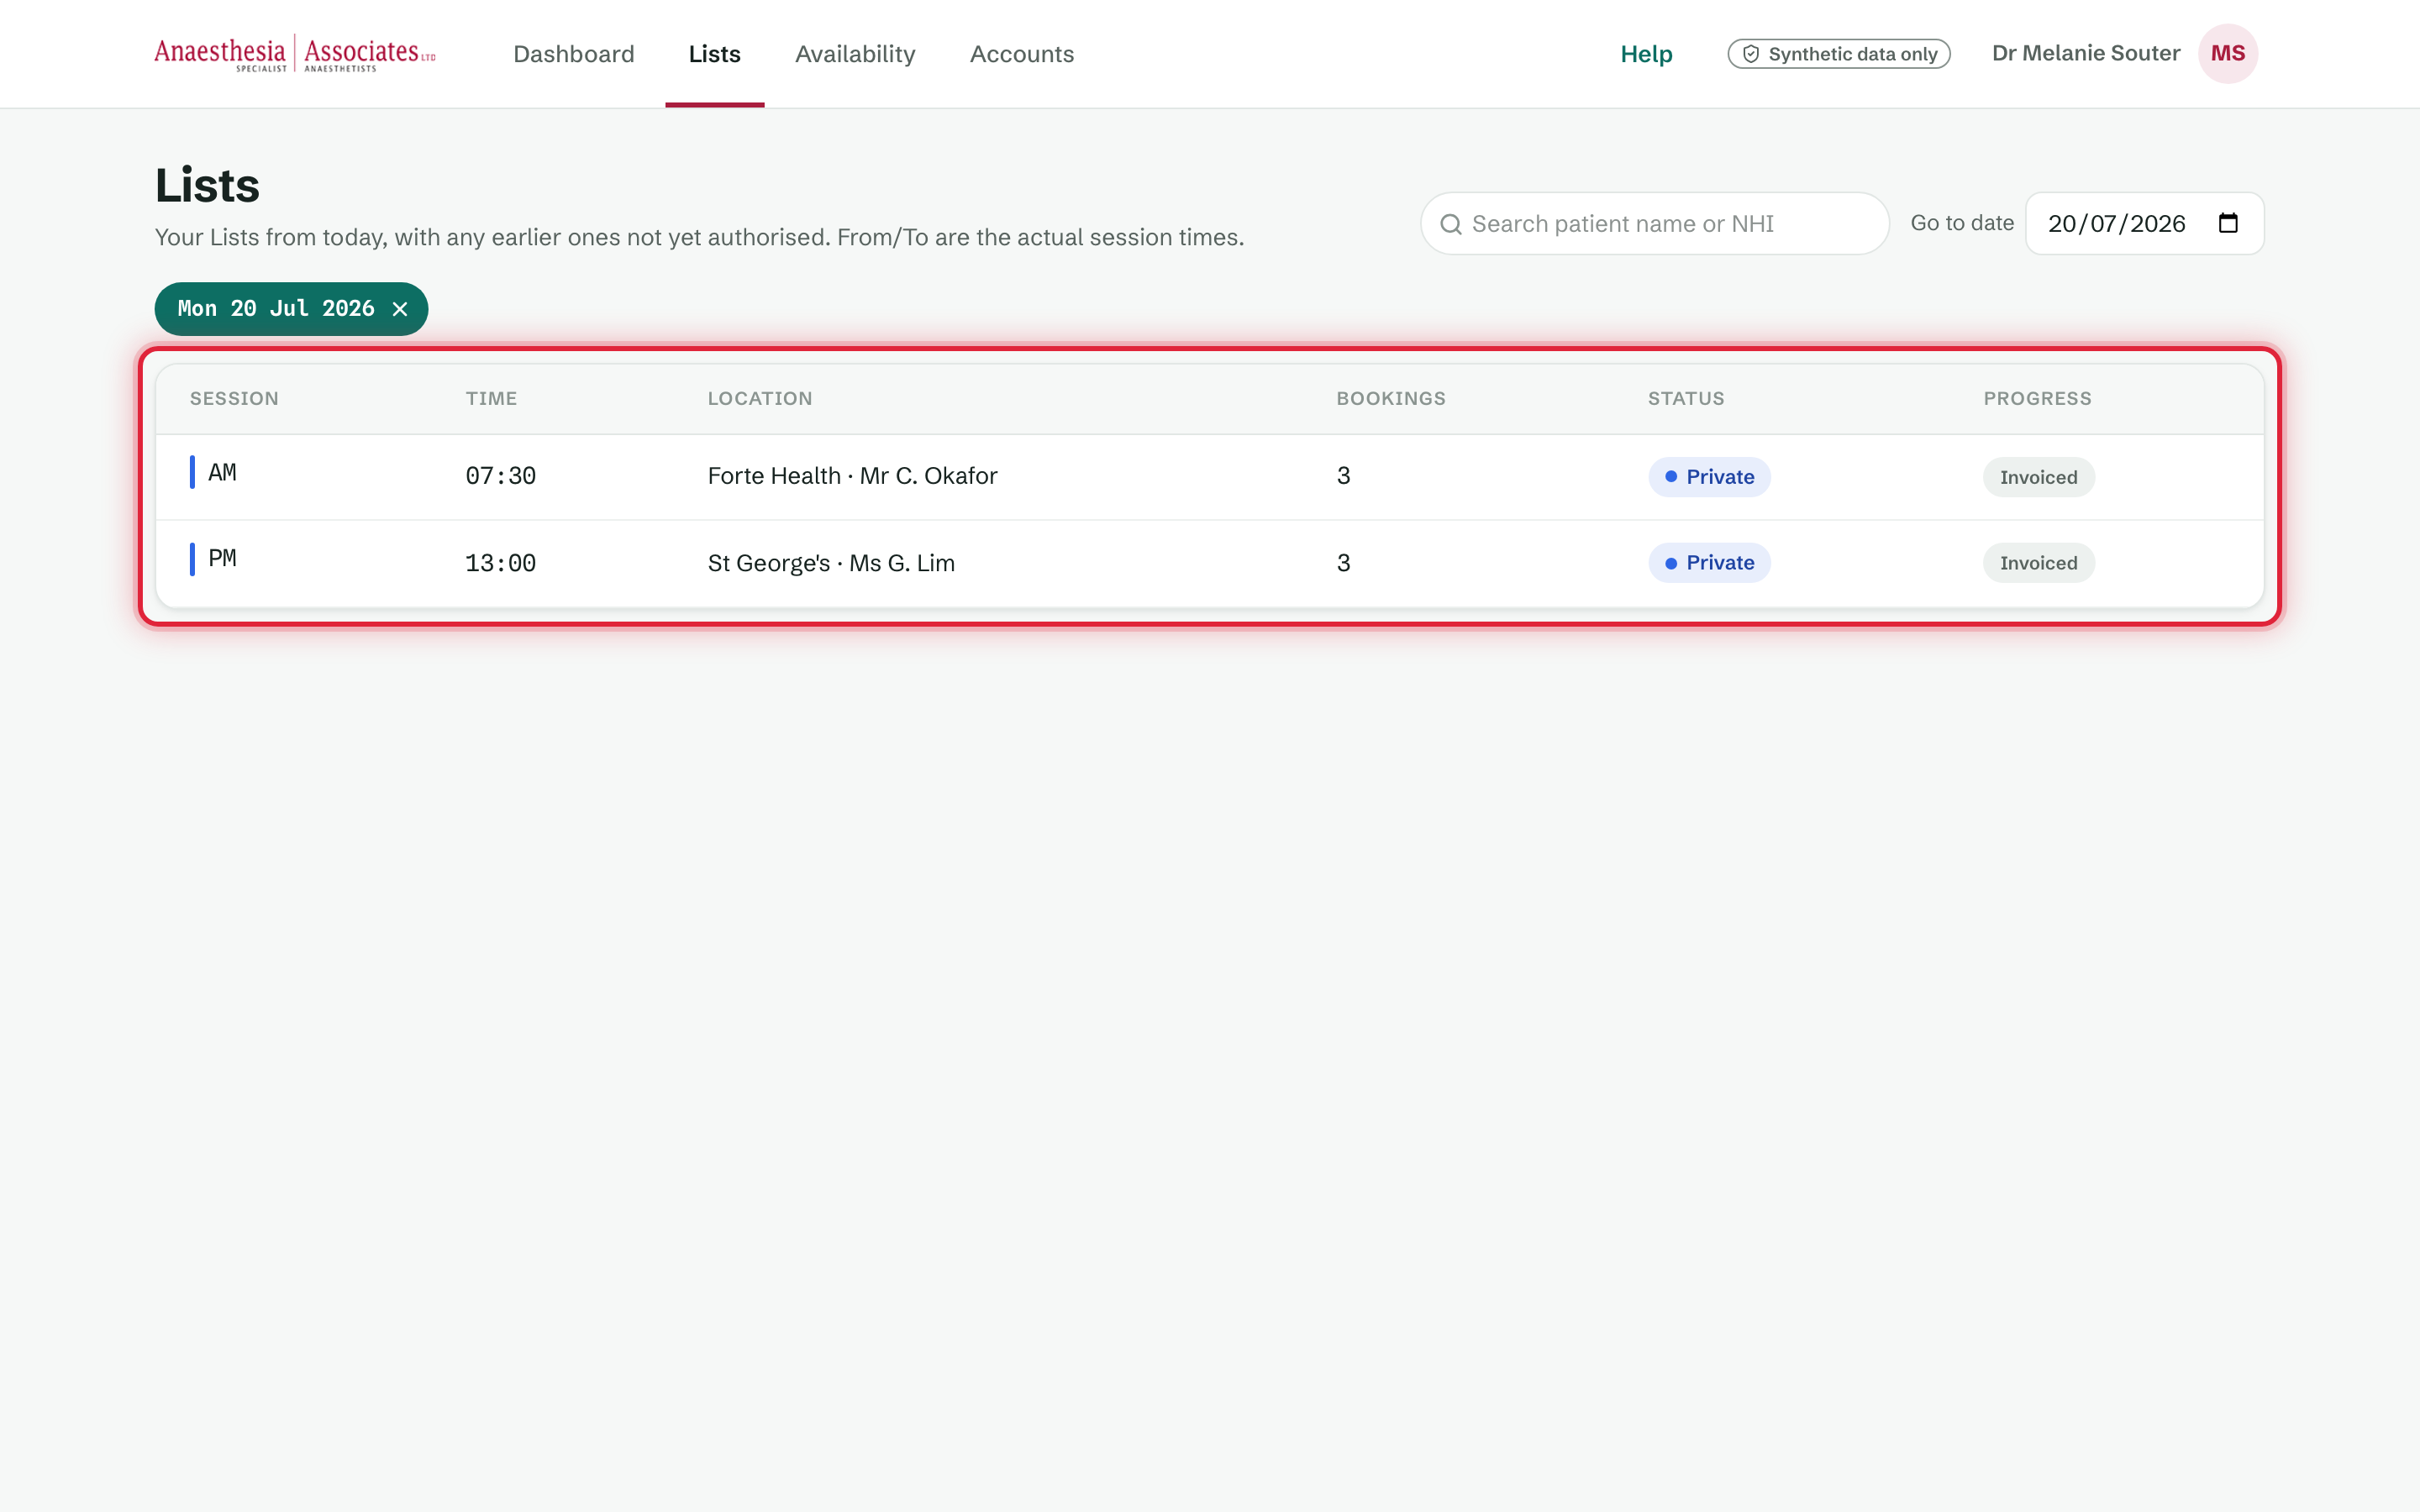 Anaesthesia Associates LTD
SPECIALIST ANAESTHETISTS
Dashboard Lists Availability Accounts Help Synthetic data only Dr Melanie Souter MS
Lists
Your Lists from today, with any earlier ones not yet authorised. From/To are the actual session times.
Search patient name or NHI Go to date 20/07/2026
Mon 20 Jul 2026
SESSION TIME LOCATION BOOKINGS STATUS PROGRESS
AM 07:30 Forte Health · Mr C. Okafor 3 Private Invoiced
PM 13:00 St George's · Ms G. Lim 3 Private Invoiced